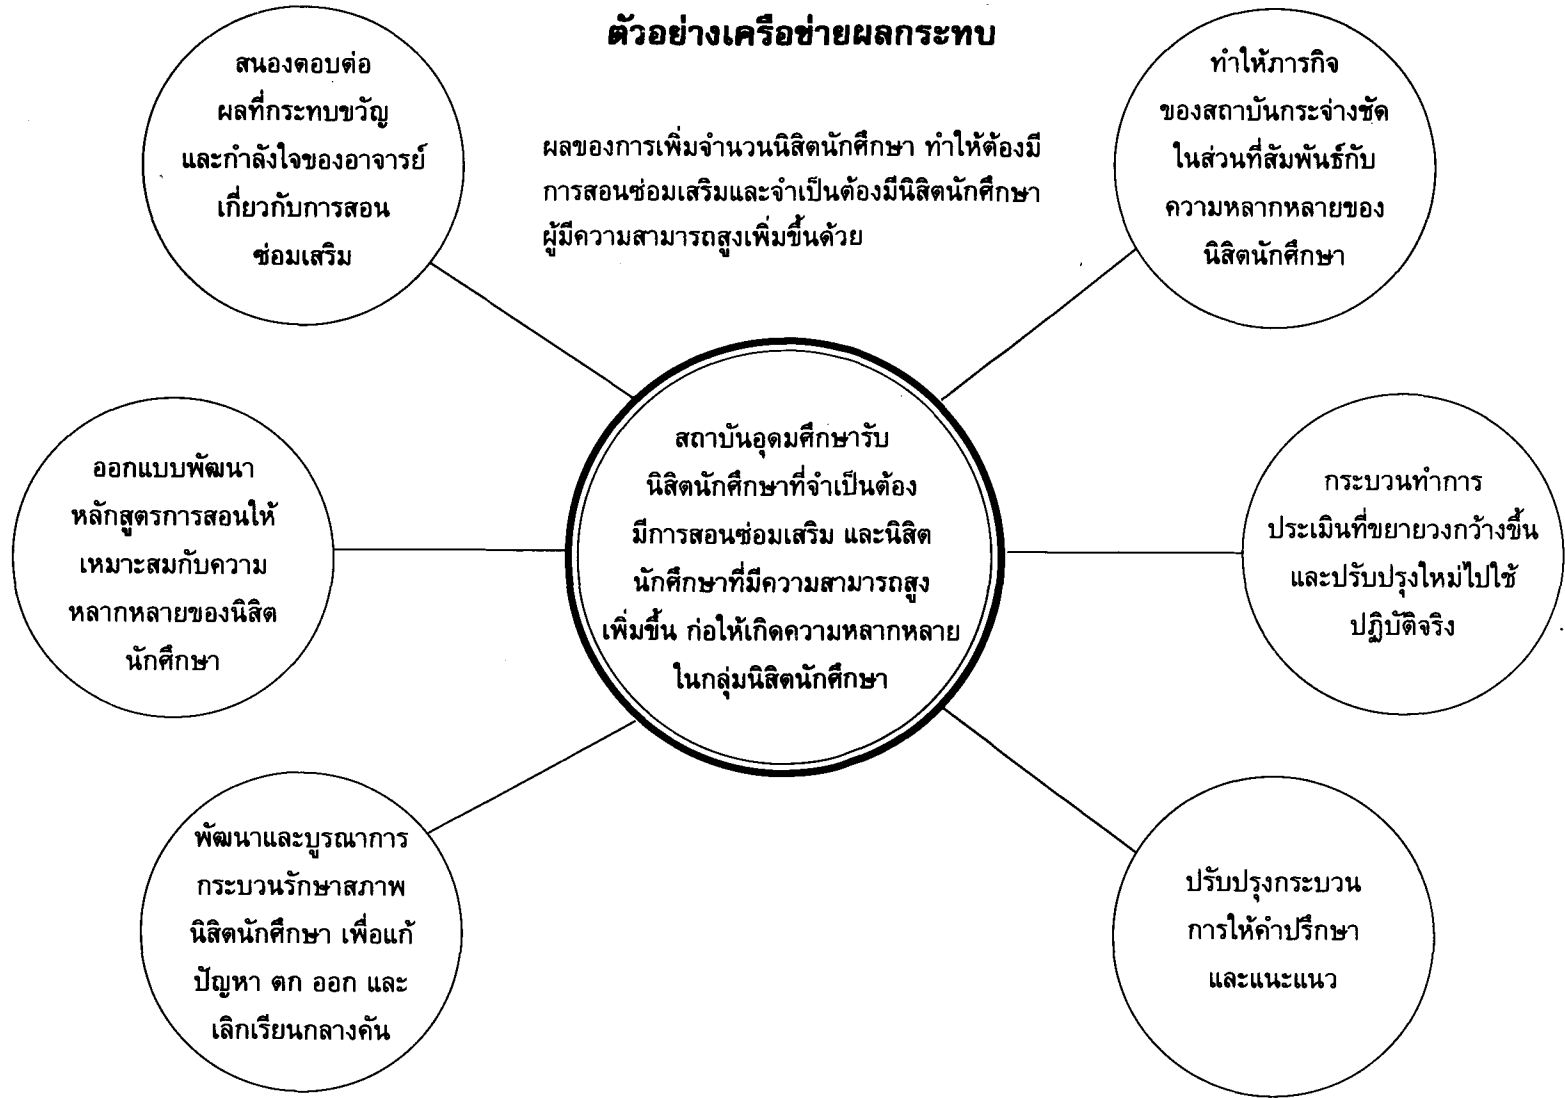 ตัวอย่างเครือข่ายผลกระทบ
ผลของการเพิ่มจำนวนนิสิตนักศึกษา ทำให้ต้องมี
การสอนซ่อมเสริมและจำเป็นต้องมีนิสิตนักศึกษา
ผู้มีความสามารถสูงเพิ่มขึ้นด้วย
สนองตอบต่อ
ผลที่กระทบขวัญ
และกำลังใจของอาจารย์
เกี่ยวกับการสอน
ซ่อมเสริม
ทำให้ภารกิจ
ของสถาบันกระจ่างชัด
ในส่วนที่สัมพันธ์กับ
ความหลากหลายของ
นิสิตนักศึกษา
สถาบันอุดมศึกษารับ
นิสิตนักศึกษาที่จำเป็นต้อง
มีการสอนซ่อมเสริม และนิสิต
นักศึกษาที่มีความสามารถสูง
เพิ่มขึ้น ก่อให้เกิดความหลากหลาย
ในกลุ่มนิสิตนักศึกษา
ออกแบบพัฒนา
หลักสูตรการสอนให้
เหมาะสมกับความ
หลากหลายของนิสิต
นักศึกษา
กระบวนทำการ
ประเมินที่ขยายวงกว้างขึ้น
และปรับปรุงใหม่ไปใช้
ปฏิบัติจริง
พัฒนาและบูรณาการ
กระบวนรักษาสภาพ
นิสิตนักศึกษา เพื่อแก้
ปัญหา ตก ออก และ
เลิกเรียนกลางคัน
ปรับปรุงกระบวน
การให้คำปรึกษา
และแนะแนว